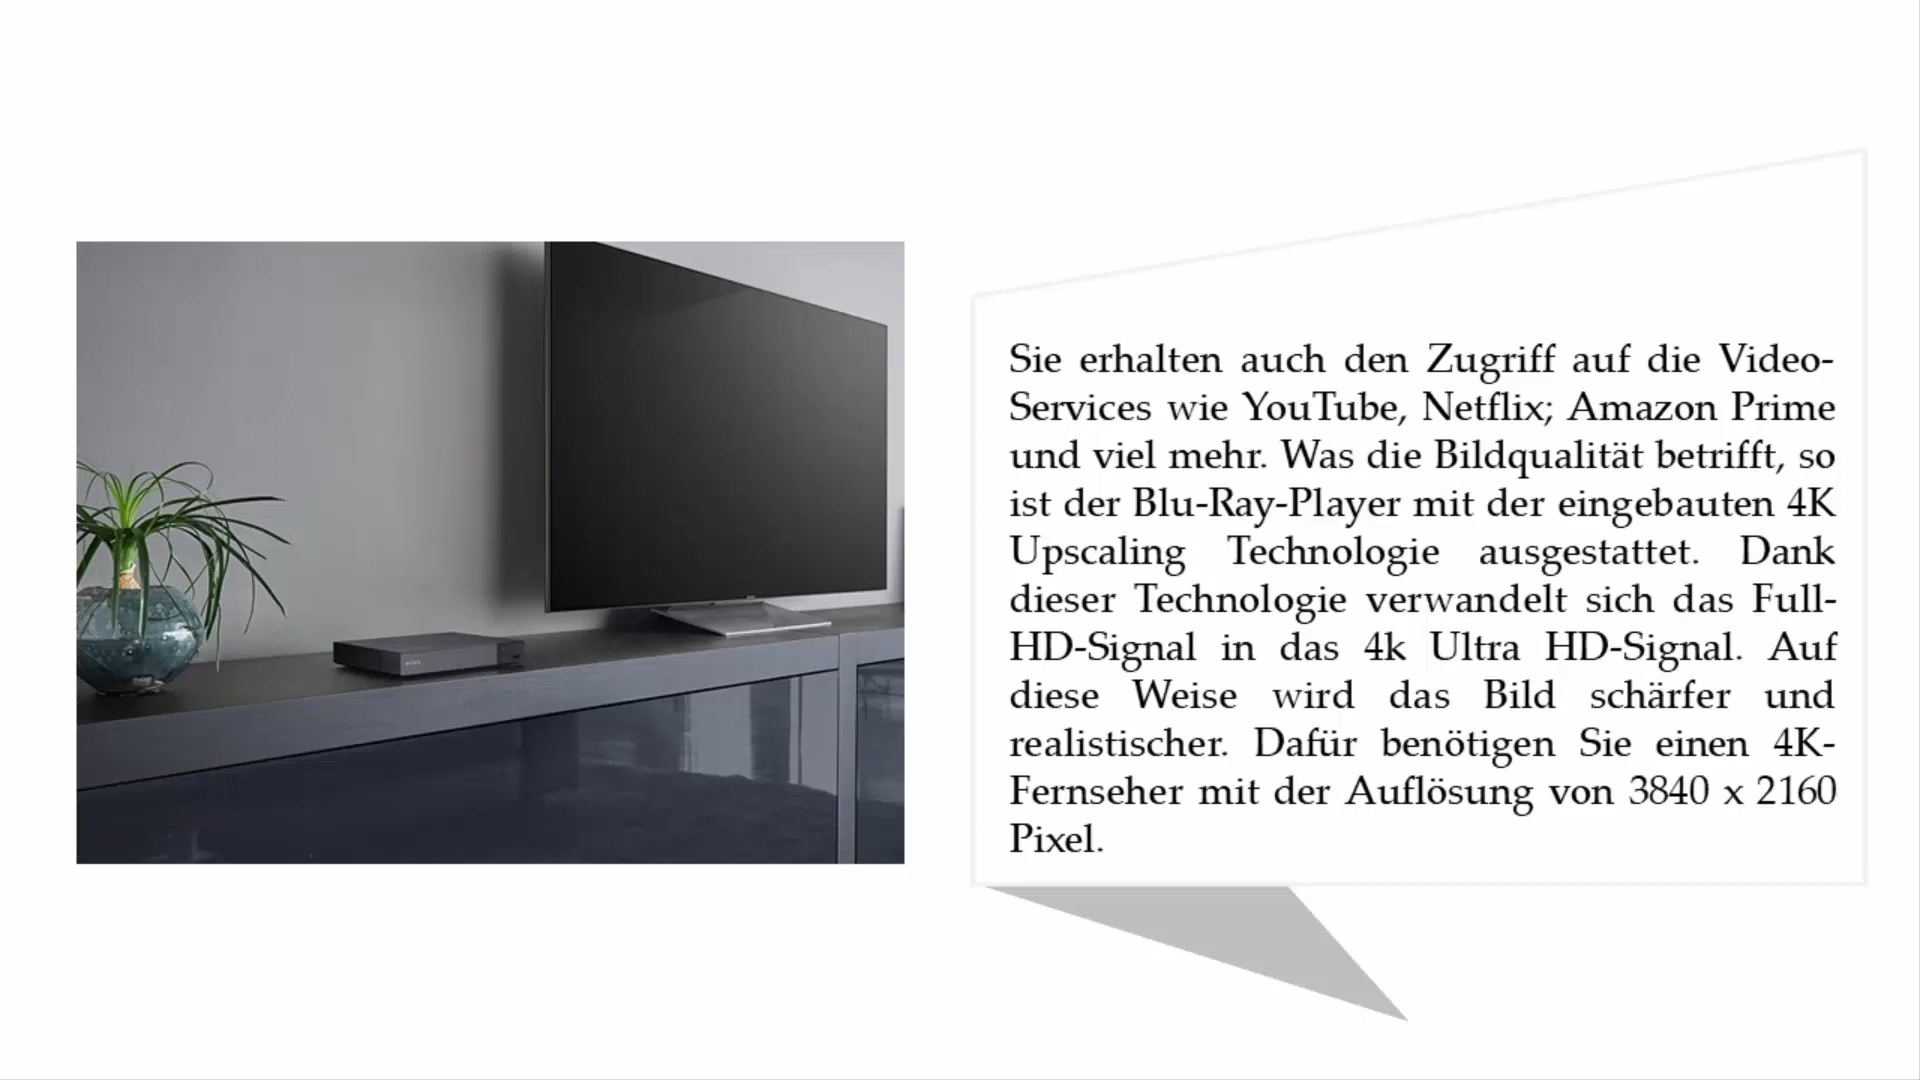 Sie erhalten auch den Zugriff auf die Video-
Services wie YouTube, Netflix; Amazon Prime
und viel mehr. Was die Bildqualität betrifft, so
ist der Blu-Ray-Player mit der eingebauten 4K
Upscaling Technologie ausgestattet. Dank
dieser Technologie verwandelt sich das Full-
HD-Signal in das 4k Ultra HD-Signal. Auf
diese Weise wird das Bild schärfer und
realistischer. Dafür benötigen Sie einen 4K-
Fernseher mit der Auflösung von 3840 x 2160
Pixel.